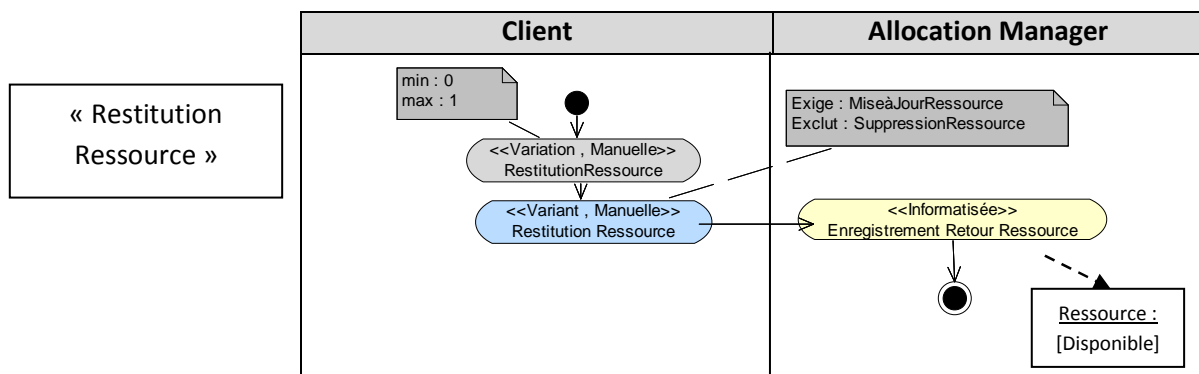 Client
Allocation Manager
« Restitution
Ressource »
min : 0
max : 1
Exige : MiseàJourRessource
Exclut : SuppressionRessource
<<Variation , Manuelle>>
RestitutionRessource
<<Variant , Manuelle>>
Restitution Ressource
<<Informatisée>>
Enregistrement Retour Ressource
Ressource :
[Disponible]